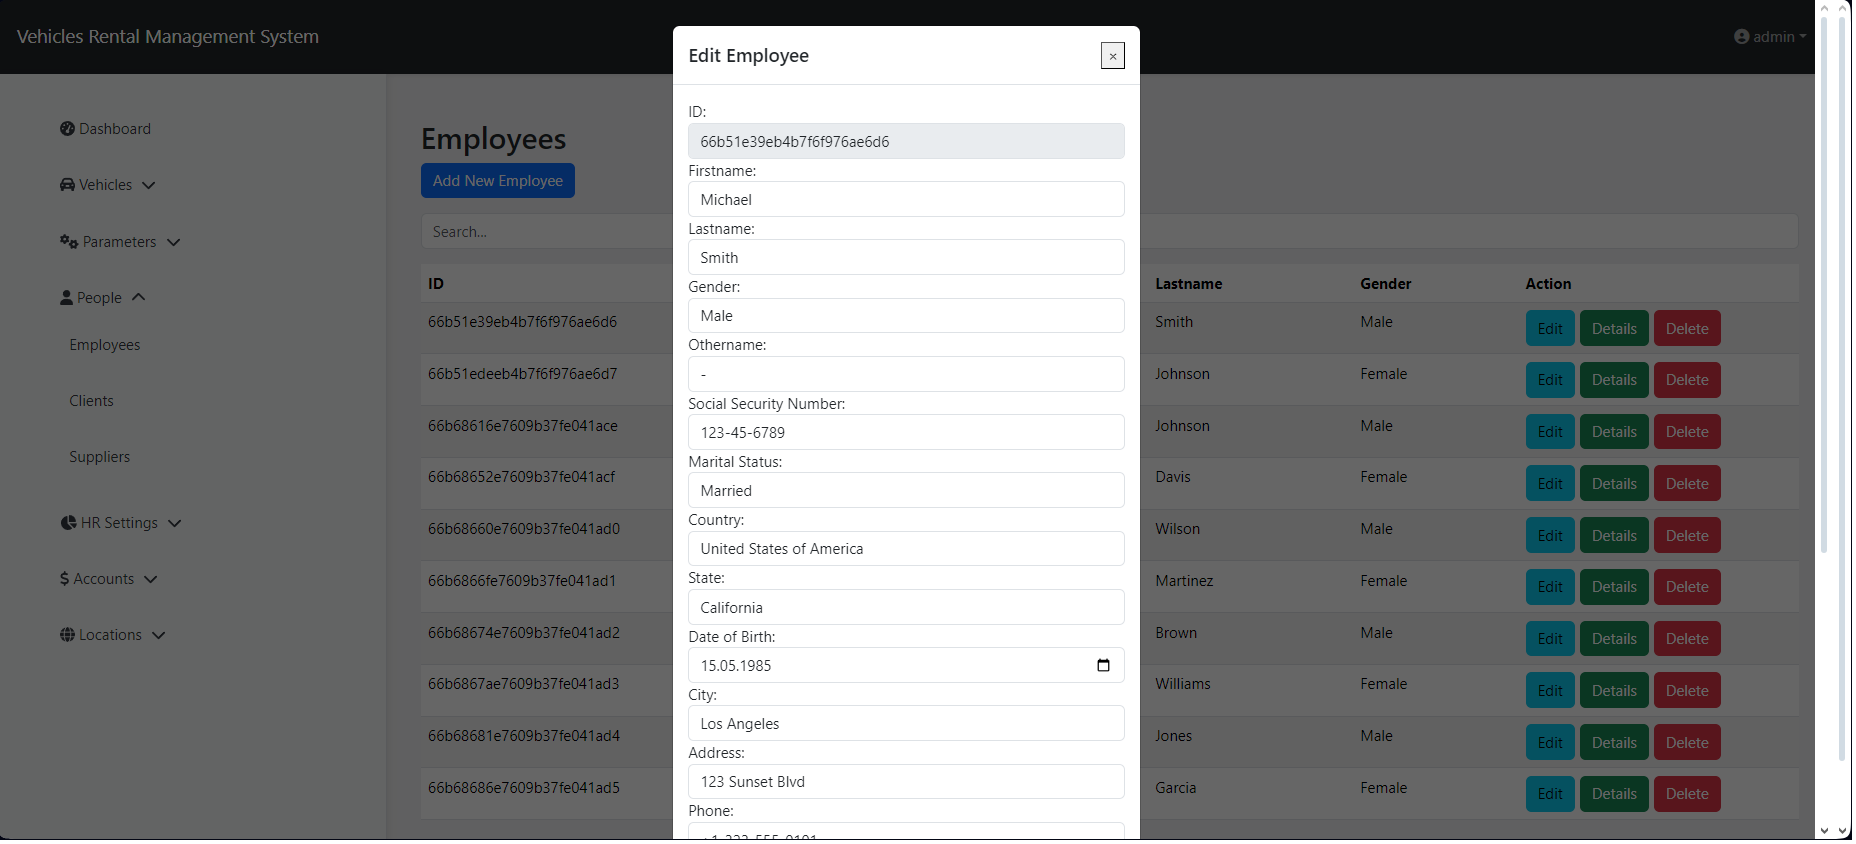 Vehicles Rental Management System
admin
Dashboard
Vehicles
Parameters
People
Employees
Clients
Suppliers
HR Settings
Accounts
Locations
Employees
Add New Employee
Search...
ID Lastname Gender Action
66b51e39eb4b7f6f976ae6d6 Smith Male Edit Details Delete
66b51edeeb4b7f6f976ae6d7 Johnson Female Edit Details Delete
66b68616e7609b37fe041ace Johnson Male Edit Details Delete
66b68652e7609b37fe041acf Davis Female Edit Details Delete
66b68660e7609b37fe041ad0 Wilson Male Edit Details Delete
66b6866fe7609b37fe041ad1 Martinez Female Edit Details Delete
66b68674e7609b37fe041ad2 Brown Male Edit Details Delete
66b6867ae7609b37fe041ad3 Williams Female Edit Details Delete
66b68681e7609b37fe041ad4 Jones Male Edit Details Delete
66b68686e7609b37fe041ad5 Garcia Female Edit Details Delete
Edit Employee
×
ID:
66b51e39eb4b7f6f976ae6d6
Firstname:
Michael
Lastname:
Smith
Gender:
Male
Othername:
-
Social Security Number:
123-45-6789
Marital Status:
Married
Country:
United States of America
State:
California
Date of Birth:
15.05.1985
City:
Los Angeles
Address:
123 Sunset Blvd
Phone: